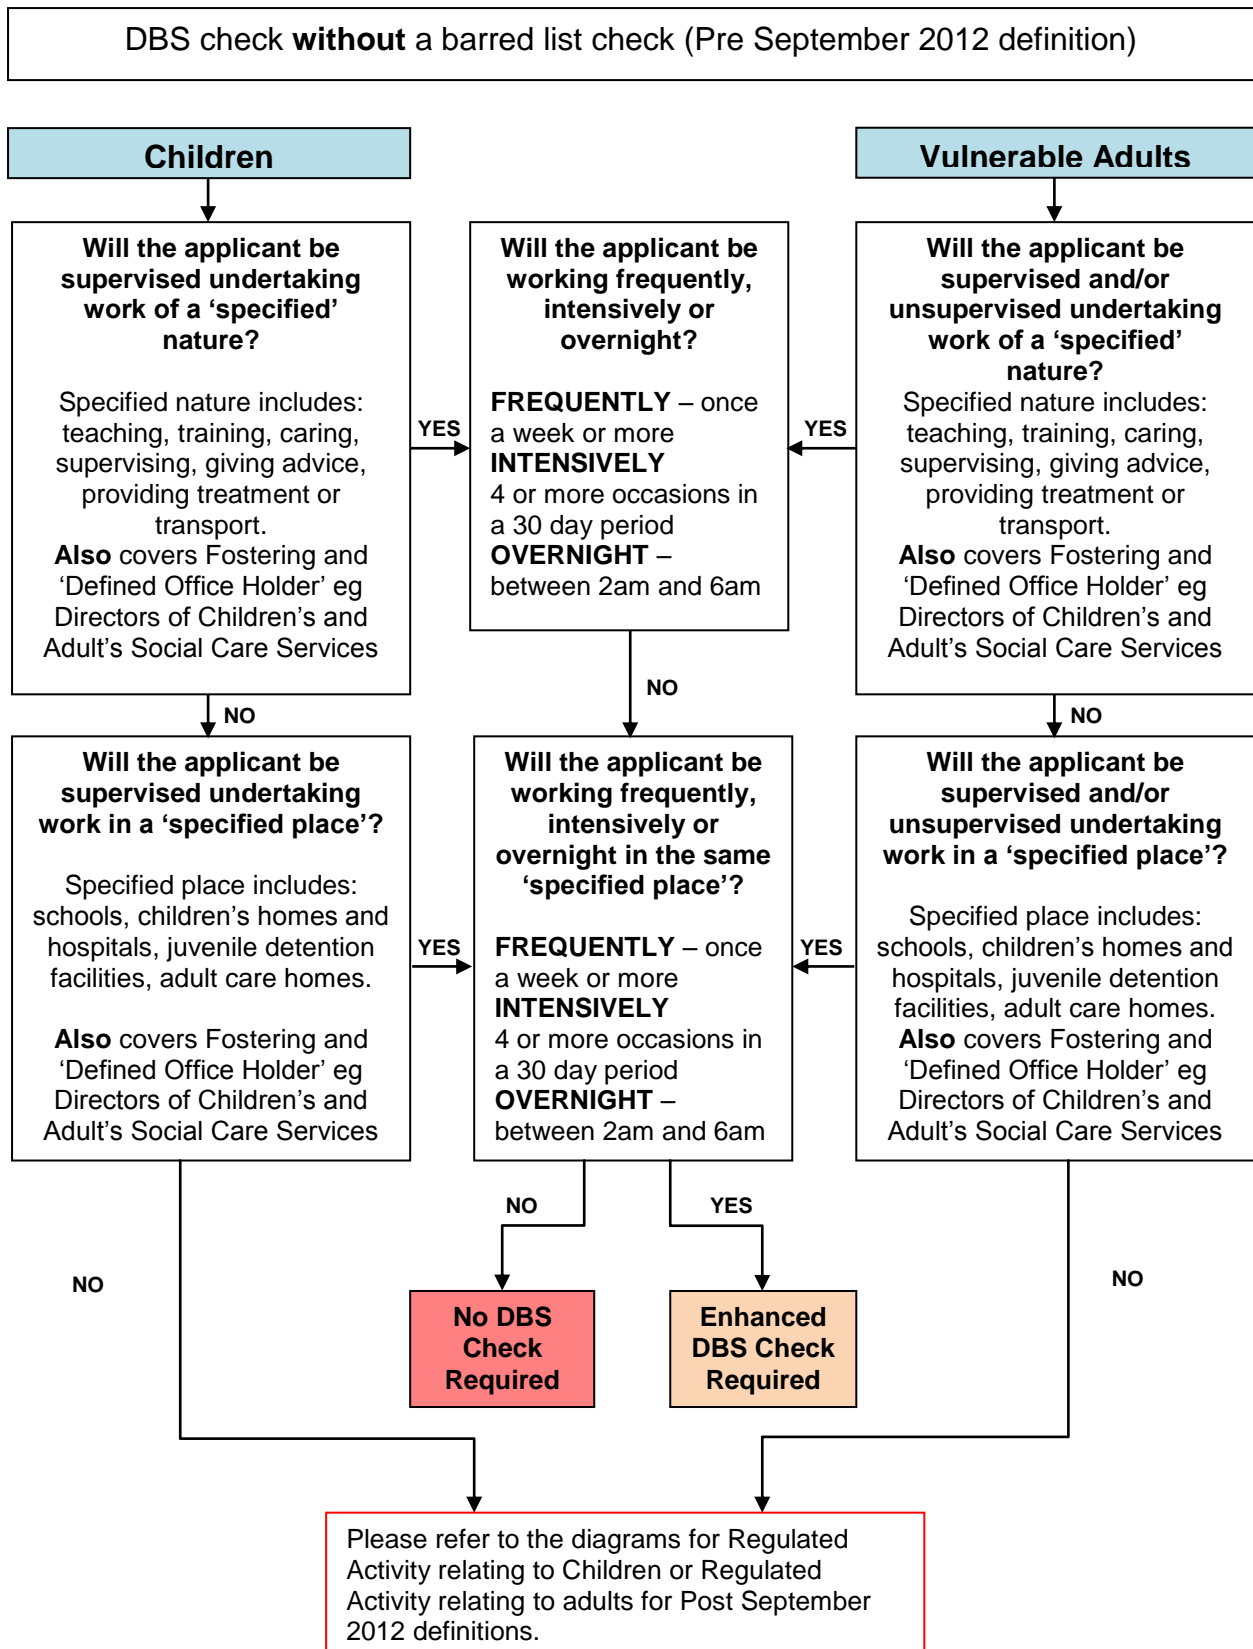 DBS check without a barred list check (Pre September 2012 definition)
Children
Vulnerable Adults
Will the applicant be
supervised undertaking
work of a ‘specified’
nature?
Specified nature includes:
teaching, training, caring,
supervising, giving advice,
providing treatment or
transport.
Also covers Fostering and
‘Defined Office Holder’ eg
Directors of Children’s and
Adult’s Social Care Services
YES
Will the applicant be
working frequently,
intensively or
overnight?
FREQUENTLY – once
a week or more
INTENSIVELY
4 or more occasions in
a 30 day period
OVERNIGHT –
between 2am and 6am
YES
Will the applicant be
supervised and/or
unsupervised undertaking
work of a ‘specified’
nature?
Specified nature includes:
teaching, training, caring,
supervising, giving advice,
providing treatment or
transport.
Also covers Fostering and
‘Defined Office Holder’ eg
Directors of Children’s and
Adult’s Social Care Services
NO
NO
NO
Will the applicant be
supervised undertaking
work in a ‘specified place’?
Specified place includes:
schools, children’s homes and
hospitals, juvenile detention
facilities, adult care homes.
Also covers Fostering and
‘Defined Office Holder’ eg
Directors of Children’s and
Adult’s Social Care Services
YES
Will the applicant be
working frequently,
intensively or
overnight in the same
‘specified place’?
FREQUENTLY – once
a week or more
INTENSIVELY
4 or more occasions in
a 30 day period
OVERNIGHT –
between 2am and 6am
YES
Will the applicant be
supervised and/or
unsupervised undertaking
work in a ‘specified place’?
Specified place includes:
schools, children’s homes and
hospitals, juvenile detention
facilities, adult care homes.
Also covers Fostering and
‘Defined Office Holder’ eg
Directors of Children’s and
Adult’s Social Care Services
NO
YES
NO
NO
No DBS
Check
Required
Enhanced
DBS Check
Required
Please refer to the diagrams for Regulated
Activity relating to Children or Regulated
Activity relating to adults for Post September
2012 definitions.